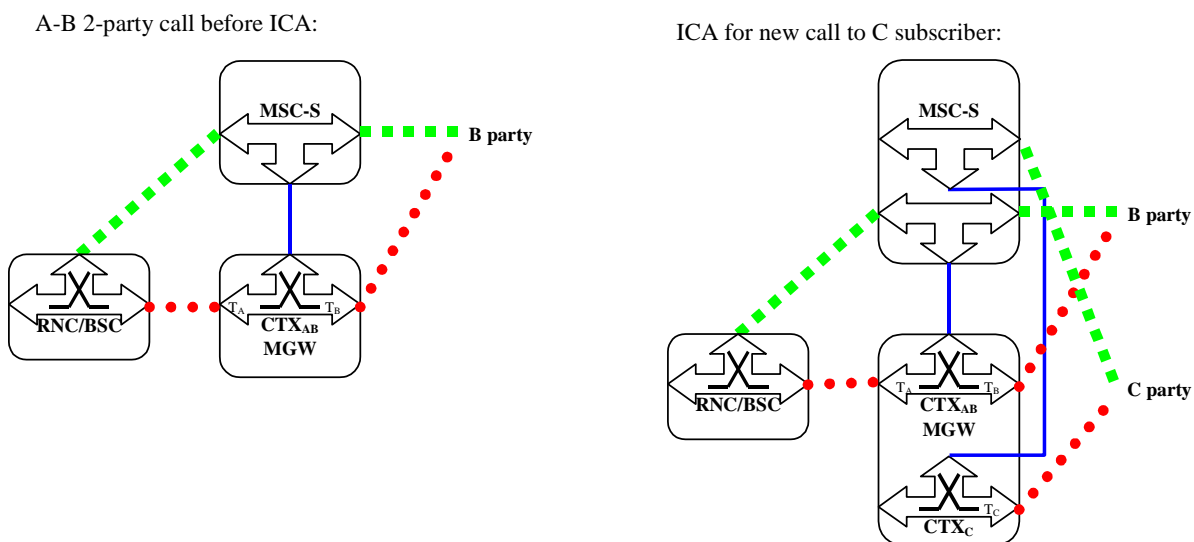 A-B 2-party call before ICA:
MSC-S
B party
RNC/BSC
TA
TB
CTXAB
MGW
ICA for new call to C subscriber:
MSC-S
B party
C party
RNC/BSC
TA
TB
CTXAB
MGW
TC
CTXC